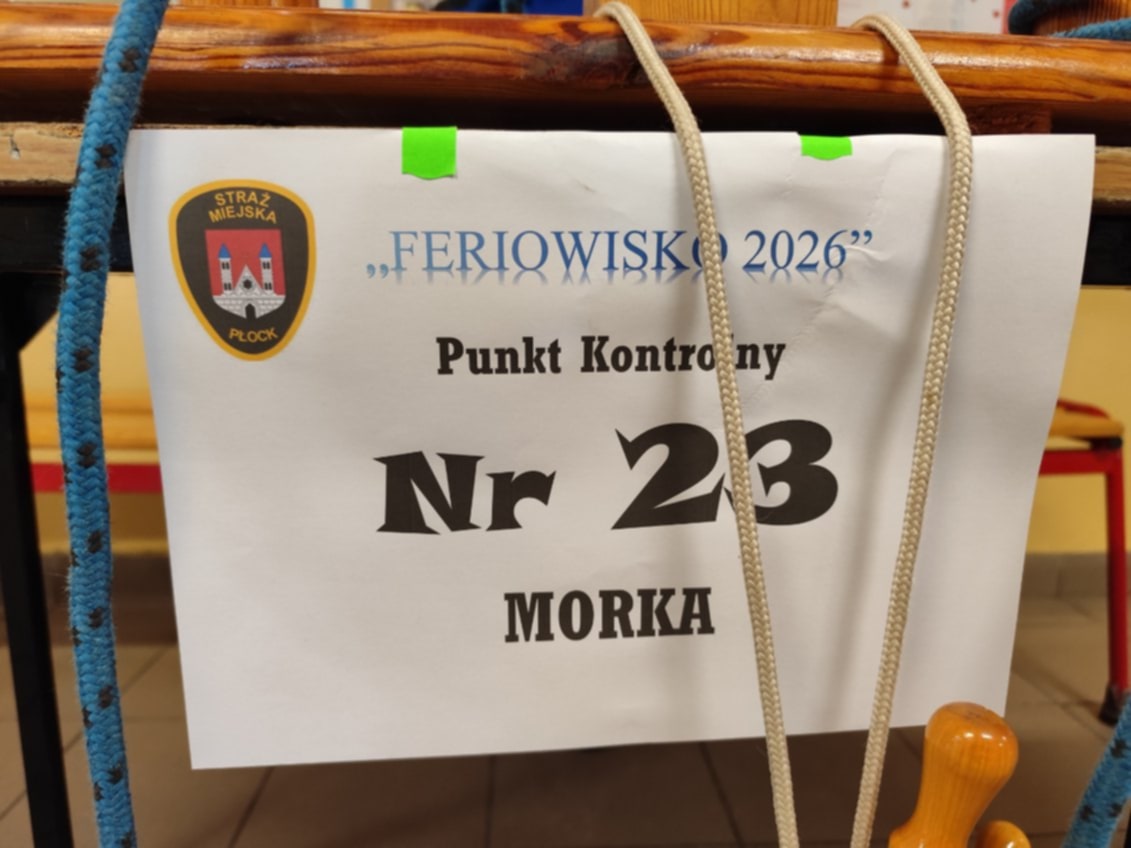 STRAŻ
MIEJSKA
PŁOCK
„FERIOWISKO 2026”
Punkt Kontrolny
Nr 23
MORKA